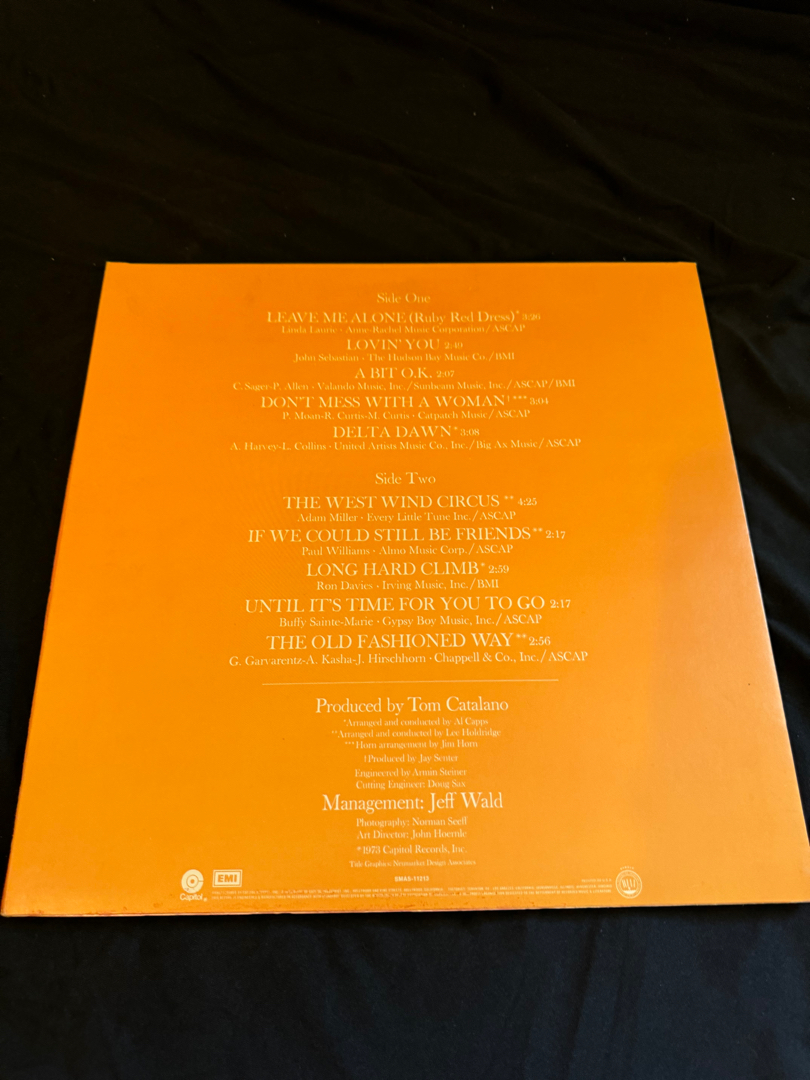 Side One
LEAVE ME ALONE (Ruby Red Dress)* 3:26
Linda Laurie · Anne-Rachel Music Corporation/ASCAP
LOVIN' YOU 2:49
John Sebastian · The Hudson Bay Music Co./BMI
A BIT O.K. 2:07
C. Sager-P. Allen · Valando Music, Inc./Sunbeam Music, Inc./ASCAP/BMI
DON'T MESS WITH A WOMAN†*** 3:04
P. Moan-R. Curtis-M. Curtis · Catpatch Music/ASCAP
DELTA DAWN* 3:08
A. Harvey-L. Collins · United Artists Music Co., Inc./Big Ax Music/ASCAP
Side Two
THE WEST WIND CIRCUS ** 4:25
Adam Miller · Every Little Tune Inc./ASCAP
IF WE COULD STILL BE FRIENDS** 2:17
Paul Williams · Almo Music Corp./ASCAP
LONG HARD CLIMB* 2:59
Ron Davies · Irving Music, Inc./BMI
UNTIL IT'S TIME FOR YOU TO GO 2:17
Buffy Sainte-Marie · Gypsy Boy Music, Inc./ASCAP
THE OLD FASHIONED WAY** 2:56
G. Garvarentz-A. Kasha-J. Hirschhorn · Chappell & Co., Inc./ASCAP
Produced by Tom Catalano
*Arranged and conducted by Al Capps
**Arranged and conducted by Lee Holdridge
***Horn arrangement by Jim Horn
†Produced by Jay Senter
Engineered by Armin Steiner
Cutting Engineer: Doug Sax
Management: Jeff Wald
Photography: Norman Seeff
Art Director: John Hoernle
℗1973 Capitol Records, Inc.
Title Graphics: Neumarkit Design Associates
Capitol®
EMI
SMAS-11213